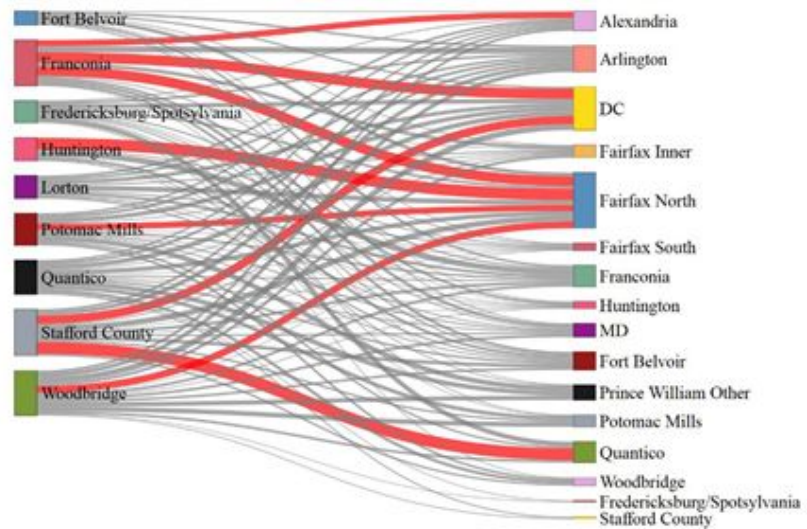 Fort Belvoir
Franconia
Fredericksburg/Spotsylvania
Huntington
Lorton
Potomac Mills
Quantico
Stafford County
Woodbridge
Alexandria
Arlington
DC
Fairfax Inner
Fairfax North
Fairfax South
Franconia
Huntington
MD
Fort Belvoir
Prince William Other
Potomac Mills
Quantico
Woodbridge
Fredericksburg/Spotsylvania
Stafford County